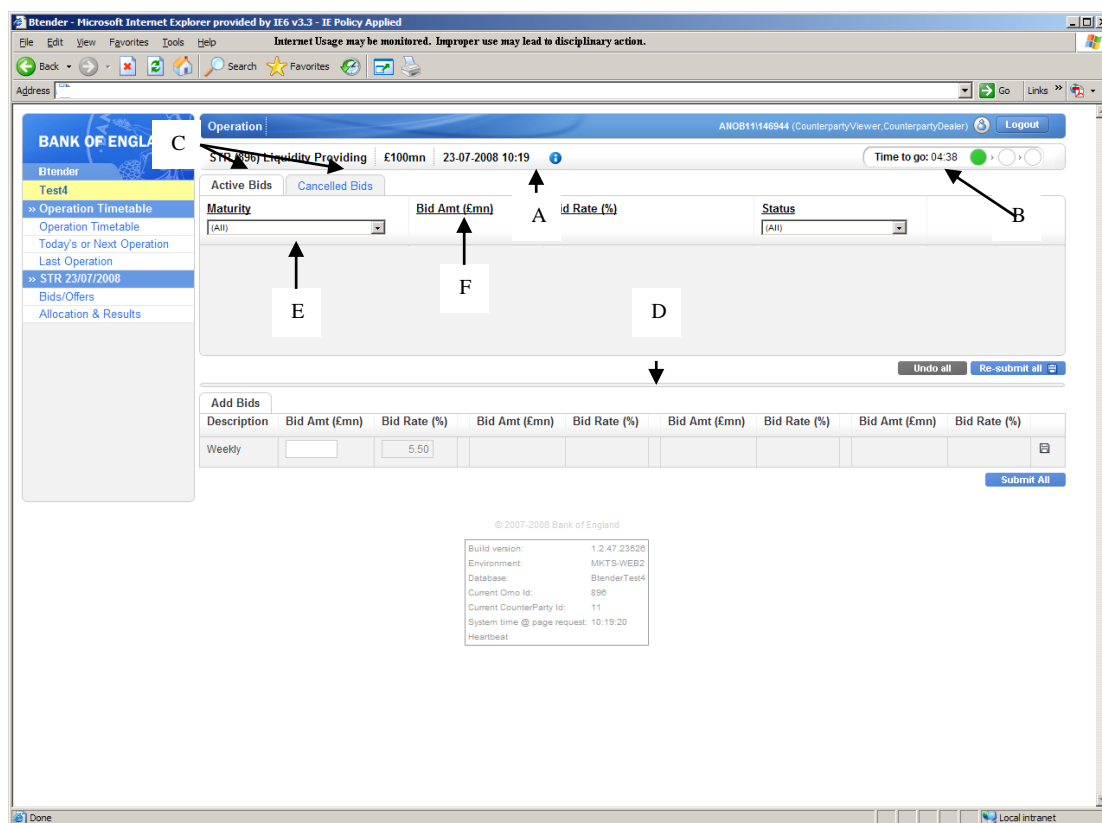 Btender - Microsoft Internet Explorer provided by IE6 v3.3 - IE Policy Applied
File Edit View Favorites Tools Help Internet Usage may be monitored. Improper use may lead to disciplinary action.
Back Search Favorites
Address Go Links »
BANK OF ENGLA
C
Operation ANOB11\146944 (CounterpartyViewer,CounterpartyDealer) Logout
STR (896) Liquidity Providing £100mn 23-07-2008 10:19 Time to go: 04:38
Btender
Test4
» Operation Timetable
Operation Timetable
Today's or Next Operation
Last Operation
» STR 23/07/2008
Bids/Offers
Allocation & Results
Active Bids Cancelled Bids
A
B
Maturity Bid Amt (£mn) d Rate (%) Status
(All) (All)
E
F
D
Undo all Re-submit all
Add Bids
Description Bid Amt (£mn) Bid Rate (%) Bid Amt (£mn) Bid Rate (%) Bid Amt (£mn) Bid Rate (%) Bid Amt (£mn) Bid Rate (%)
Weekly 5.50
Submit All
© 2007-2008 Bank of England
Build version: 1.2.47.23526
Environment: MKTS-WEB2
Database: BtenderTest4
Current Omo Id: 896
Current CounterParty Id: 11
System time @ page request: 10:19:20
Heartbeat
Done Local intranet